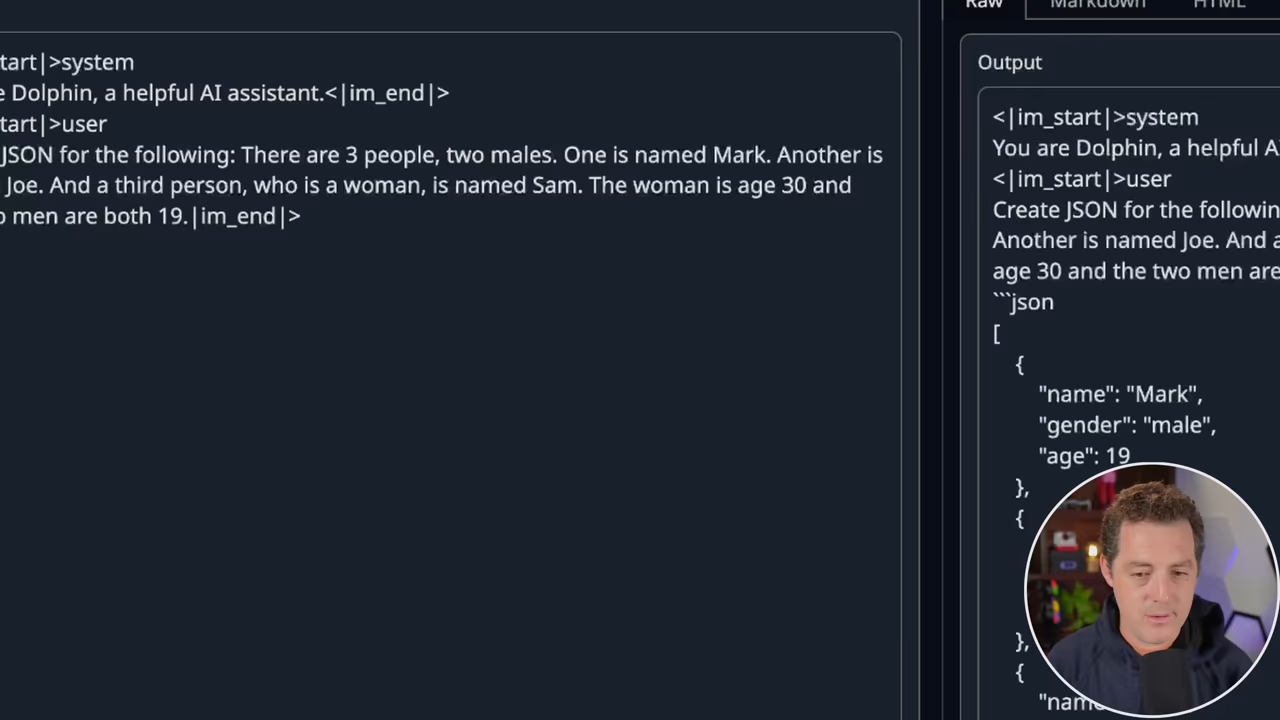 tart|>system
e Dolphin, a helpful AI assistant.<|im_end|>
tart|>user
JSON for the following: There are 3 people, two males. One is named Mark. Another is
Joe. And a third person, who is a woman, is named Sam. The woman is age 30 and
o men are both 19.|im_end|>
Raw Markdown HTML
Output
<|im_start|>system
You are Dolphin, a helpful A
<|im_start|>user
Create JSON for the followin
Another is named Joe. And a
age 30 and the two men are
```json
[
{
"name": "Mark",
"gender": "male",
"age": 19
},
{
},
{
"name